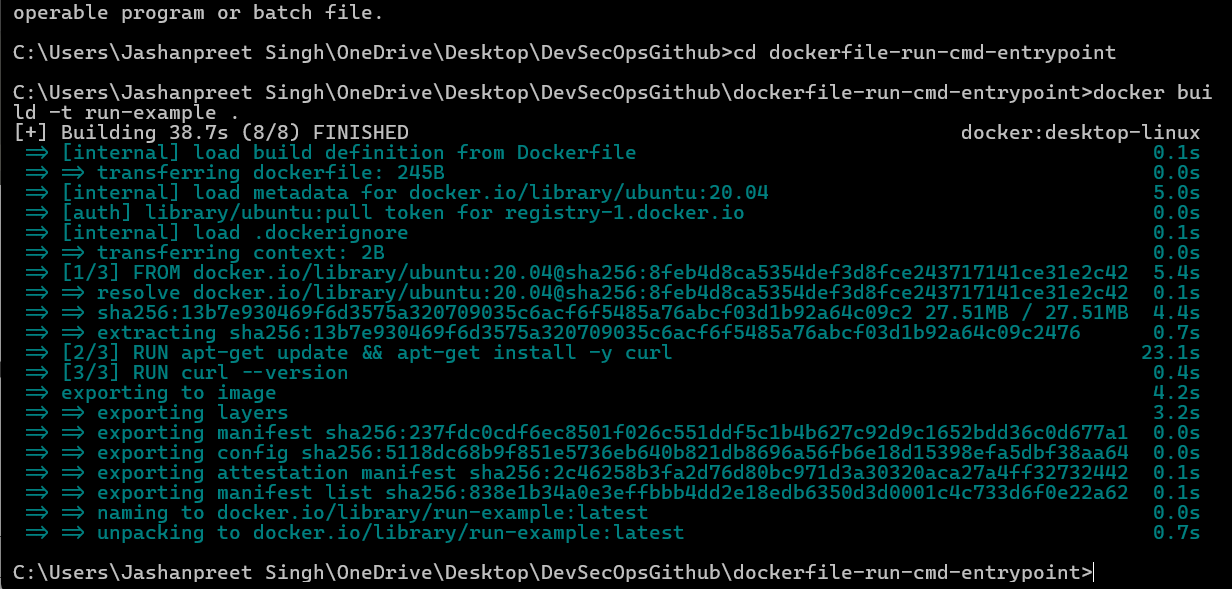 operable program or batch file.
C:\Users\Jashanpreet Singh\OneDrive\Desktop\DevSecOpsGithub>cd dockerfile-run-cmd-entrypoint
C:\Users\Jashanpreet Singh\OneDrive\Desktop\DevSecOpsGithub\dockerfile-run-cmd-entrypoint>docker bui
ld -t run-example .
[+] Building 38.7s (8/8) FINISHED docker:desktop-linux
=> [internal] load build definition from Dockerfile 0.1s
=> => transferring dockerfile: 245B 0.0s
=> [internal] load metadata for docker.io/library/ubuntu:20.04 5.0s
=> [auth] library/ubuntu:pull token for registry-1.docker.io 0.0s
=> [internal] load .dockerignore 0.1s
=> => transferring context: 2B 0.0s
=> [1/3] FROM docker.io/library/ubuntu:20.04@sha256:8feb4d8ca5354def3d8fce243717141ce31e2c42 5.4s
=> => resolve docker.io/library/ubuntu:20.04@sha256:8feb4d8ca5354def3d8fce243717141ce31e2c42 0.1s
=> => sha256:13b7e930469f6d3575a320709035c6acf6f5485a76abcf03d1b92a64c09c2 27.51MB / 27.51MB 4.4s
=> => extracting sha256:13b7e930469f6d3575a320709035c6acf6f5485a76abcf03d1b92a64c09c2476 0.7s
=> [2/3] RUN apt-get update && apt-get install -y curl 23.1s
=> [3/3] RUN curl --version 0.4s
=> exporting to image 4.2s
=> => exporting layers 3.2s
=> => exporting manifest sha256:237fdc0cdf6ec8501f026c551ddf5c1b4b627c92d9c1652bdd36c0d677a1 0.0s
=> => exporting config sha256:5118dc68b9f851e5736eb640b821db8696a56fb6e18d15398efa5dbf38aa64 0.0s
=> => exporting attestation manifest sha256:2c46258b3fa2d76d80bc971d3a30320aca27a4ff32732442 0.1s
=> => exporting manifest list sha256:838e1b34a0e3effbbb4dd2e18edb6350d3d0001c4c733d6f0e22a62 0.1s
=> => naming to docker.io/library/run-example:latest 0.0s
=> => unpacking to docker.io/library/run-example:latest 0.7s
C:\Users\Jashanpreet Singh\OneDrive\Desktop\DevSecOpsGithub\dockerfile-run-cmd-entrypoint>